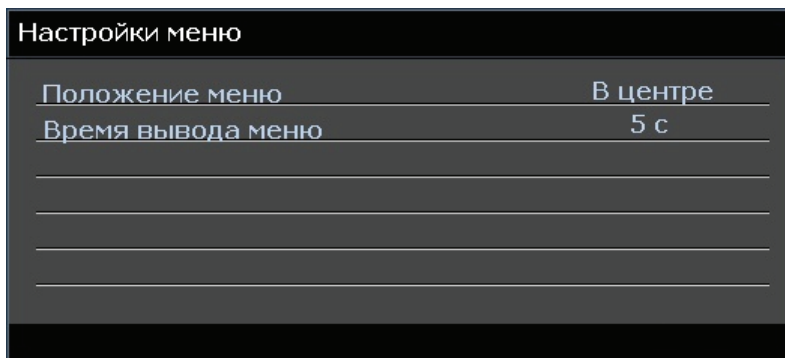 Настройки меню
Положение меню В центре
Время вывода меню 5 с